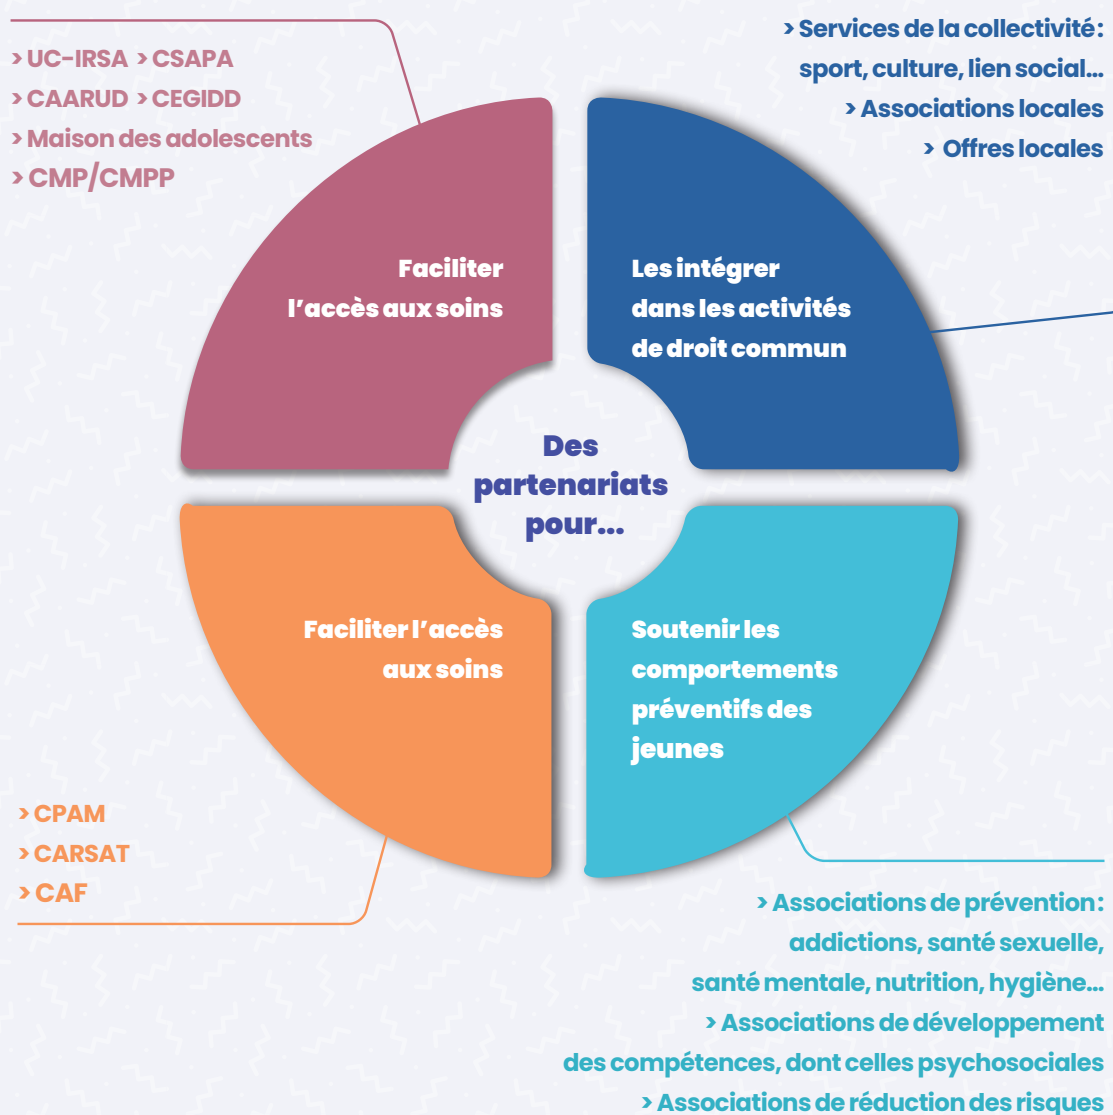 > UC-IRSA > CSAPA
> CAARUD > CEGIDD
> Maison des adolescents
> CMP/CMPP
> Services de la collectivité :
sport, culture, lien social...
> Associations locales
> Offres locales
Faciliter
l’accès aux soins
Les intégrer
dans les activités
de droit commun
Des
partenariats
pour...
Faciliter l’accès
aux soins
Soutenir les
comportements
préventifs des
jeunes
> CPAM
> CARSAT
> CAF
> Associations de prévention :
addictions, santé sexuelle,
santé mentale, nutrition, hygiène...
> Associations de développement
des compétences, dont celles psychosociales
> Associations de réduction des risques